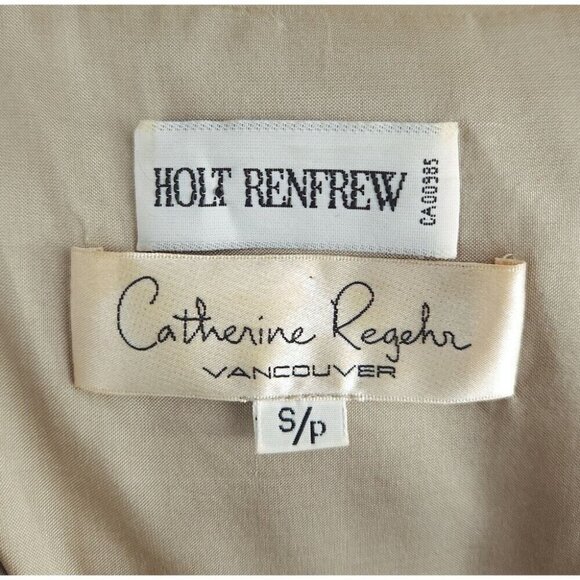 HOLT RENFREW
CA00985
Catherine Regehr
VANCOUVER
S/P